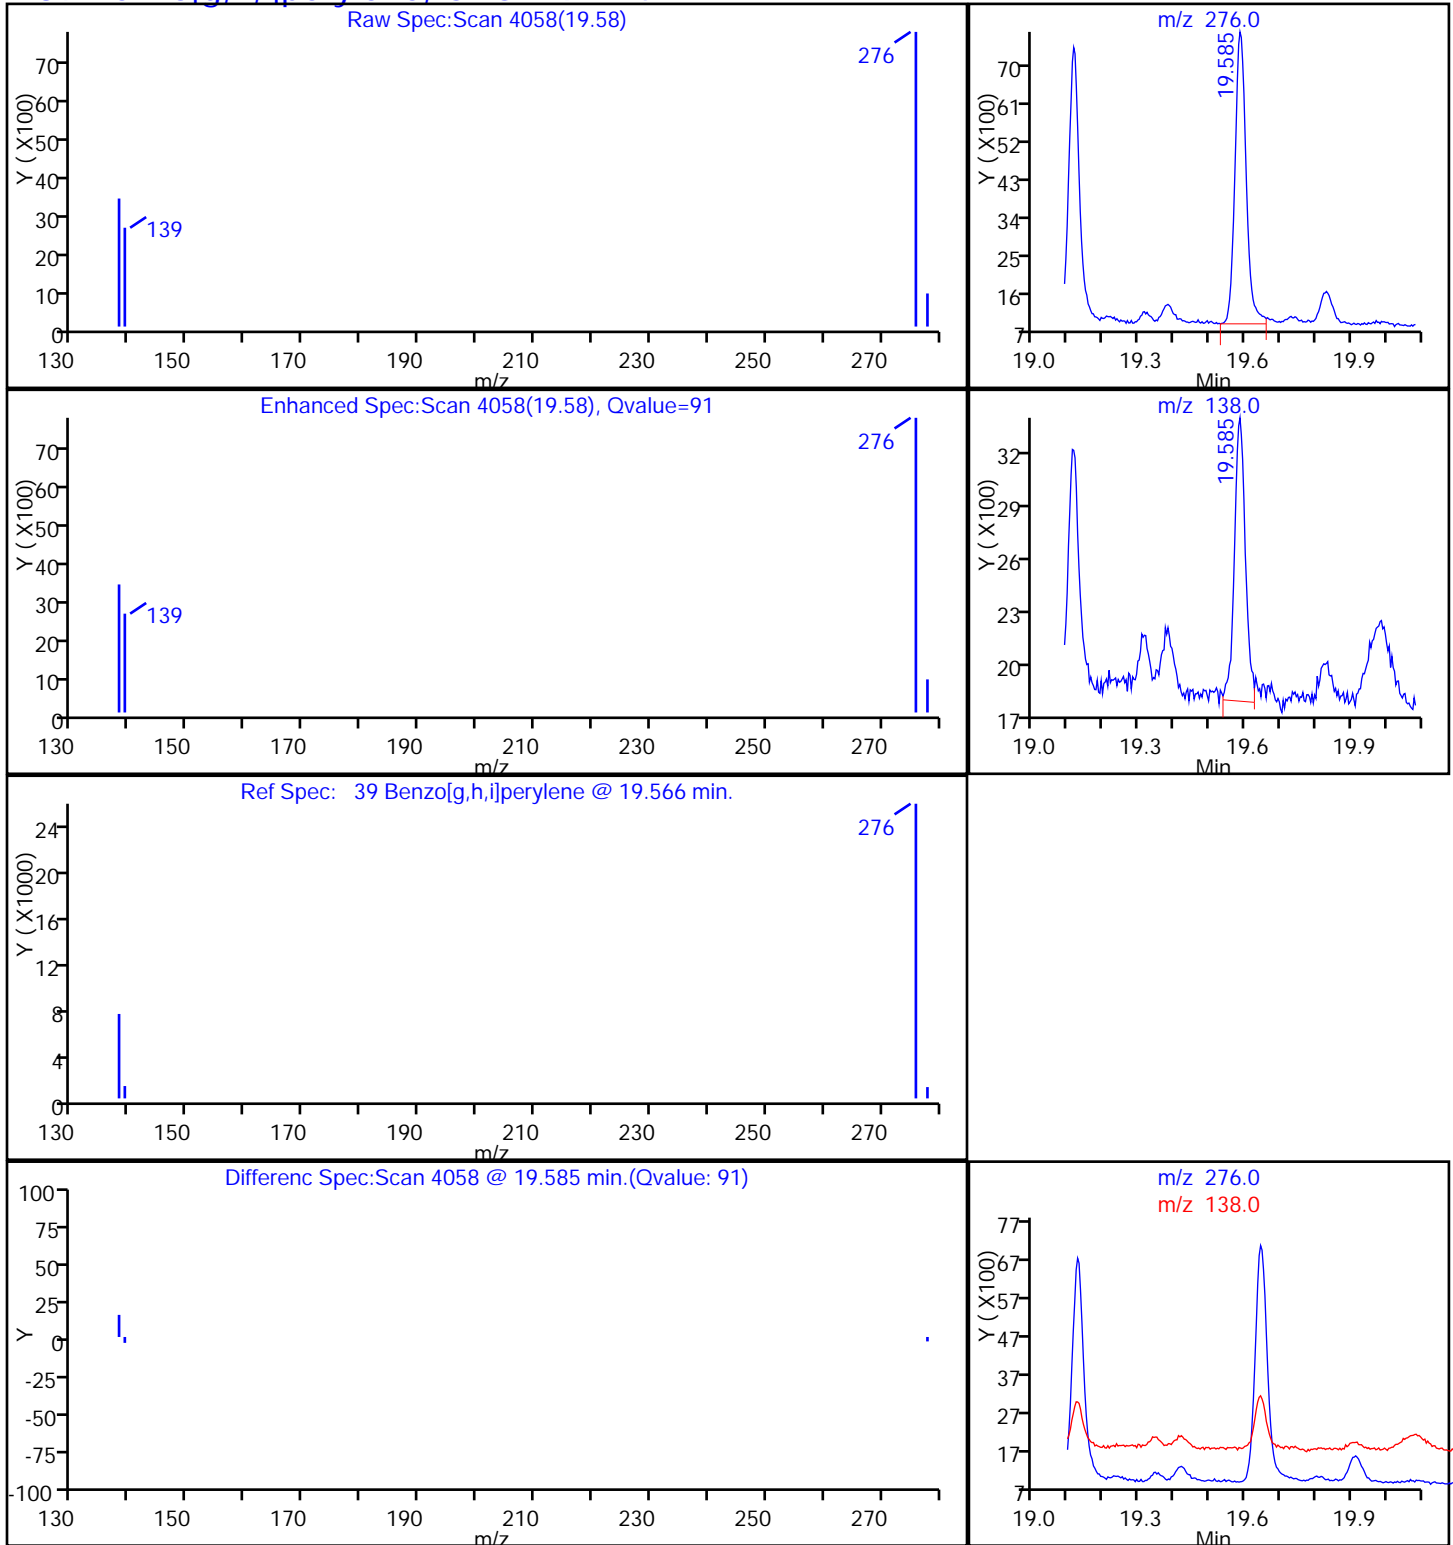 Raw Spec:Scan 4058(19.58)
Y ( X100)
70
60
50
40
30
20
10
0
276
139
130 150 170 190 210 230 250 270
m/z
m/z 276.0
Y ( X100)
70
61
52
43
34
25
16
7
19.585
19.0 19.3 19.6 19.9
Min
Enhanced Spec:Scan 4058(19.58), Qvalue=91
Y ( X100)
70
60
50
40
30
20
10
0
276
139
130 150 170 190 210 230 250 270
m/z
m/z 138.0
Y ( X100)
32
29
26
23
20
17
19.585
19.0 19.3 19.6 19.9
Min
Ref Spec: 39 Benzo[g,h,i]perylene @ 19.566 min.
Y ( X1000)
24
20
16
12
8
4
0
276
130 150 170 190 210 230 250 270
m/z
Differenc Spec:Scan 4058 @ 19.585 min.(Qvalue: 91)
Y
100
75
50
25
0
-25
-50
-75
-100
130 150 170 190 210 230 250 270
m/z
m/z 276.0
m/z 138.0
Y ( X100)
77
67
57
47
37
27
17
7
19.0 19.3 19.6 19.9
Min